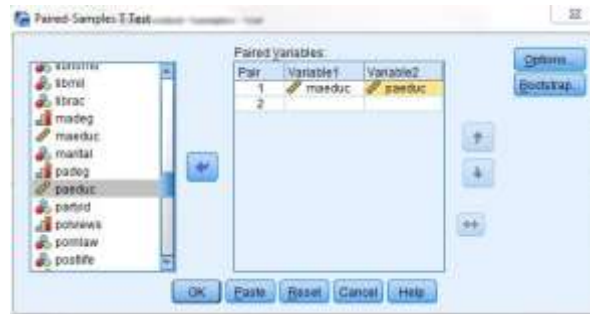 Paired-Samples T Test
libmil
librac
madeg
maeduc
marital
padeg
paeduc
partyid
polviews
pornlaw
postlife
Paired Variables:
Pair Variable1 Variable2
1 maeduc paeduc
2
Options...
Bootstrap...
OK Paste Reset Cancel Help